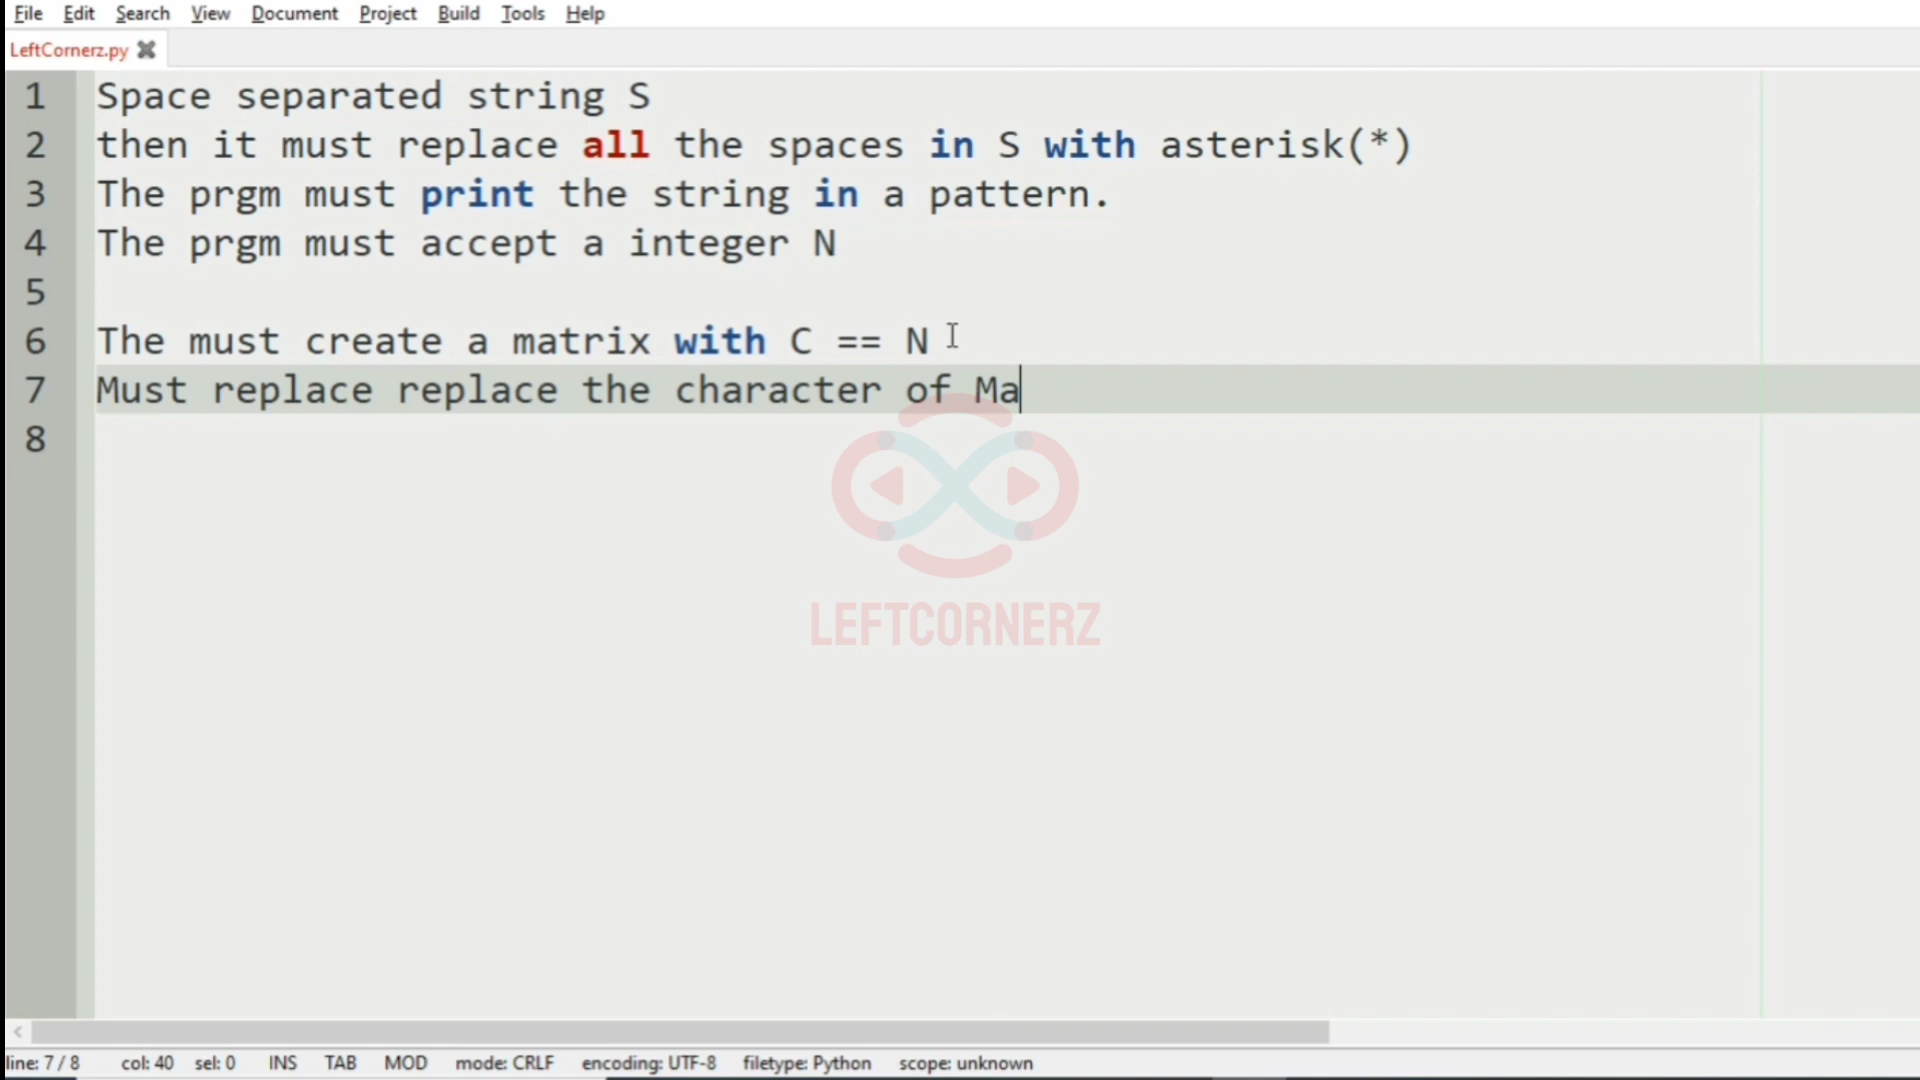 File Edit Search View Document Project Build Tools Help
LeftCornerz.py
1 Space separated string S
2 then it must replace all the spaces in S with asterisk(*)
3 The prgm must print the string in a pattern.
4 The prgm must accept a integer N
5
6 The must create a matrix with C == N
7 Must replace replace the character of Ma
8
LEFTCORNERZ
line: 7 / 8 col: 40 sel: 0 INS TAB MOD mode: CRLF encoding: UTF-8 filetype: Python scope: unknown